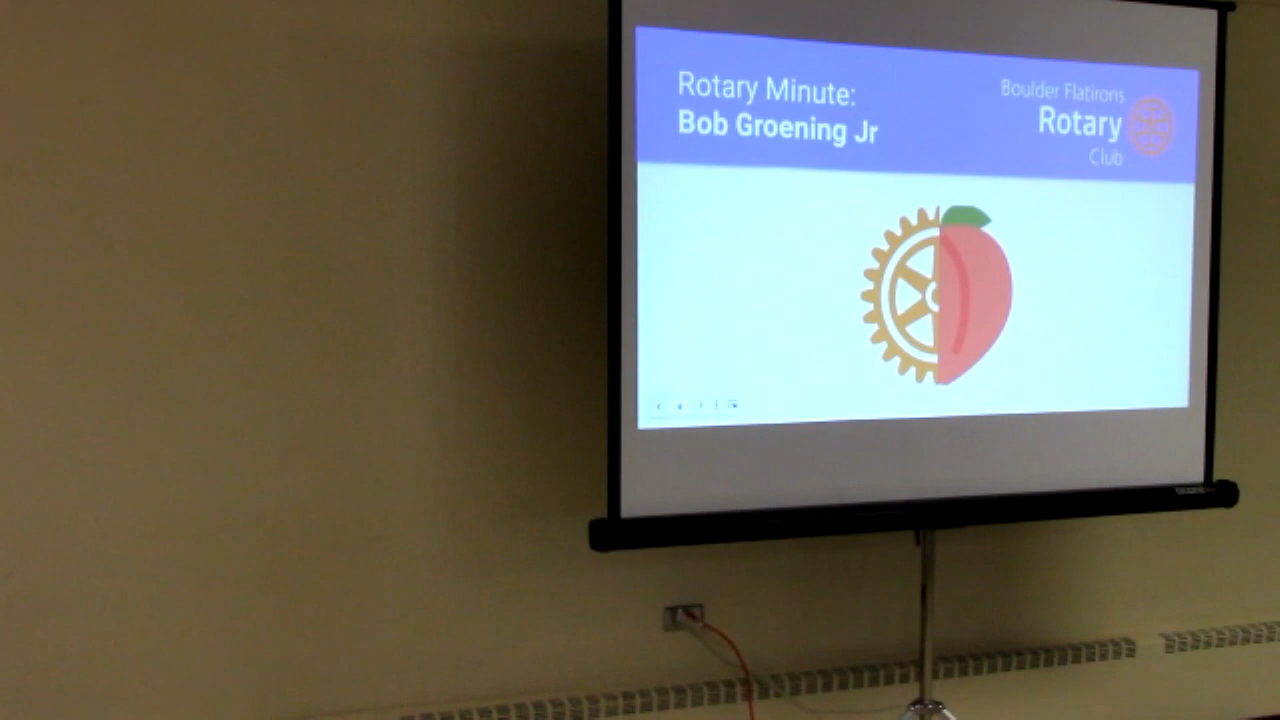 Rotary Minute:
Bob Groening Jr
Boulder Flatirons
Rotary
Club